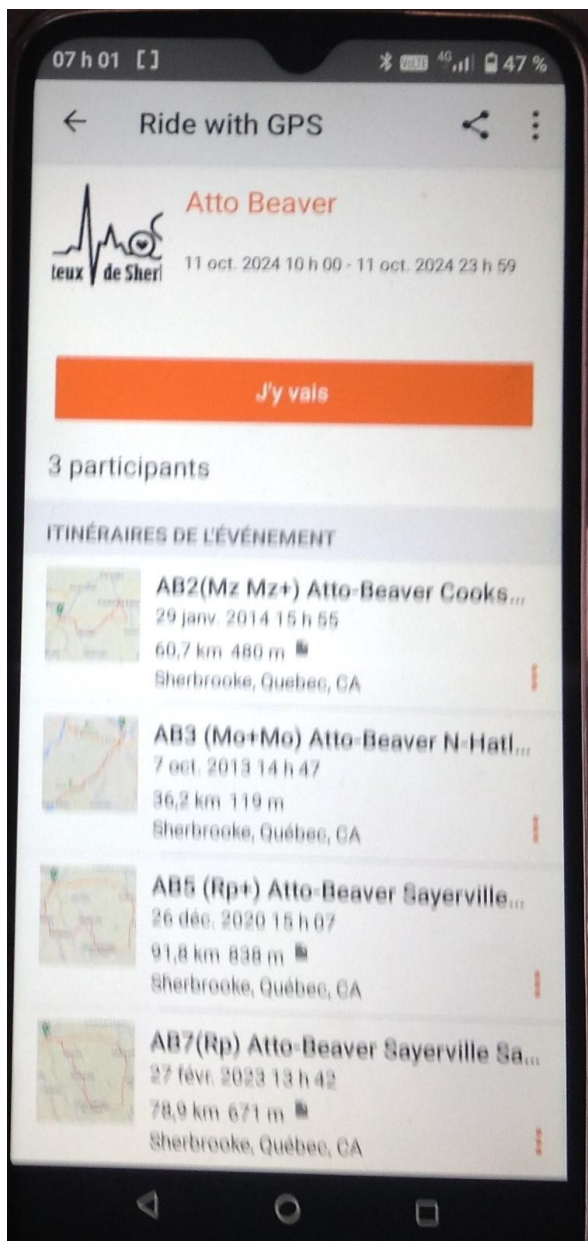 07 h 01 [ ] VoLTE 4G 47 %
Ride with GPS
Atto Beaver
teux de Sherl
11 oct. 2024 10 h 00 - 11 oct. 2024 23 h 59
J'y vais
3 participants
ITINÉRAIRES DE L'ÉVÉNEMENT
AB2(Mz Mz+) Atto-Beaver Cooks...
29 janv. 2014 15 h 55
60,7 km 480 m
Sherbrooke, Quebec, CA
AB3 (Mo+Mo) Atto-Beaver N-Hatl...
7 oct. 2013 14 h 47
36,2 km 119 m
Sherbrooke, Québec, CA
AB5 (Rp+) Atto-Beaver Sayerville...
26 déc. 2020 15 h 07
91,8 km 838 m
Sherbrooke, Québec, CA
AB7(Rp) Atto-Beaver Sayerville Sa...
27 févr. 2023 13 h 42
78,9 km 671 m
Sherbrooke, Québec, CA